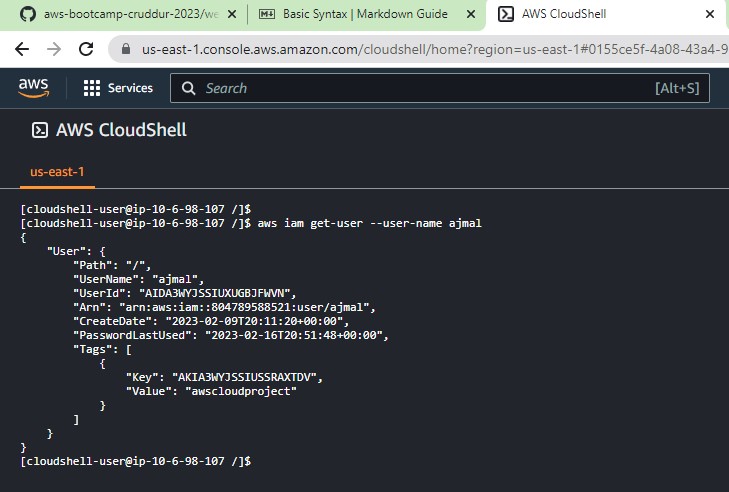 aws-bootcamp-cruddur-2023/we
Basic Syntax | Markdown Guide
AWS CloudShell
us-east-1.console.aws.amazon.com/cloudshell/home?region=us-east-1#0155ce5f-4a08-43a4-9
aws
Services
Search
[Alt+S]
AWS CloudShell
us-east-1
[cloudshell-user@ip-10-6-98-107 /]$
[cloudshell-user@ip-10-6-98-107 /]$ aws iam get-user --user-name ajmal
{
    "User": {
        "Path": "/",
        "UserName": "ajmal",
        "UserId": "AIDA3WYJSSIUXUGBJFWVN",
        "Arn": "arn:aws:iam::804789588521:user/ajmal",
        "CreateDate": "2023-02-09T20:11:20+00:00",
        "PasswordLastUsed": "2023-02-16T20:51:48+00:00",
        "Tags": [
            {
                "Key": "AKIA3WYJSSIUSSRAXTDV",
                "Value": "awscloudproject"
            }
        ]
    }
}
[cloudshell-user@ip-10-6-98-107 /]$